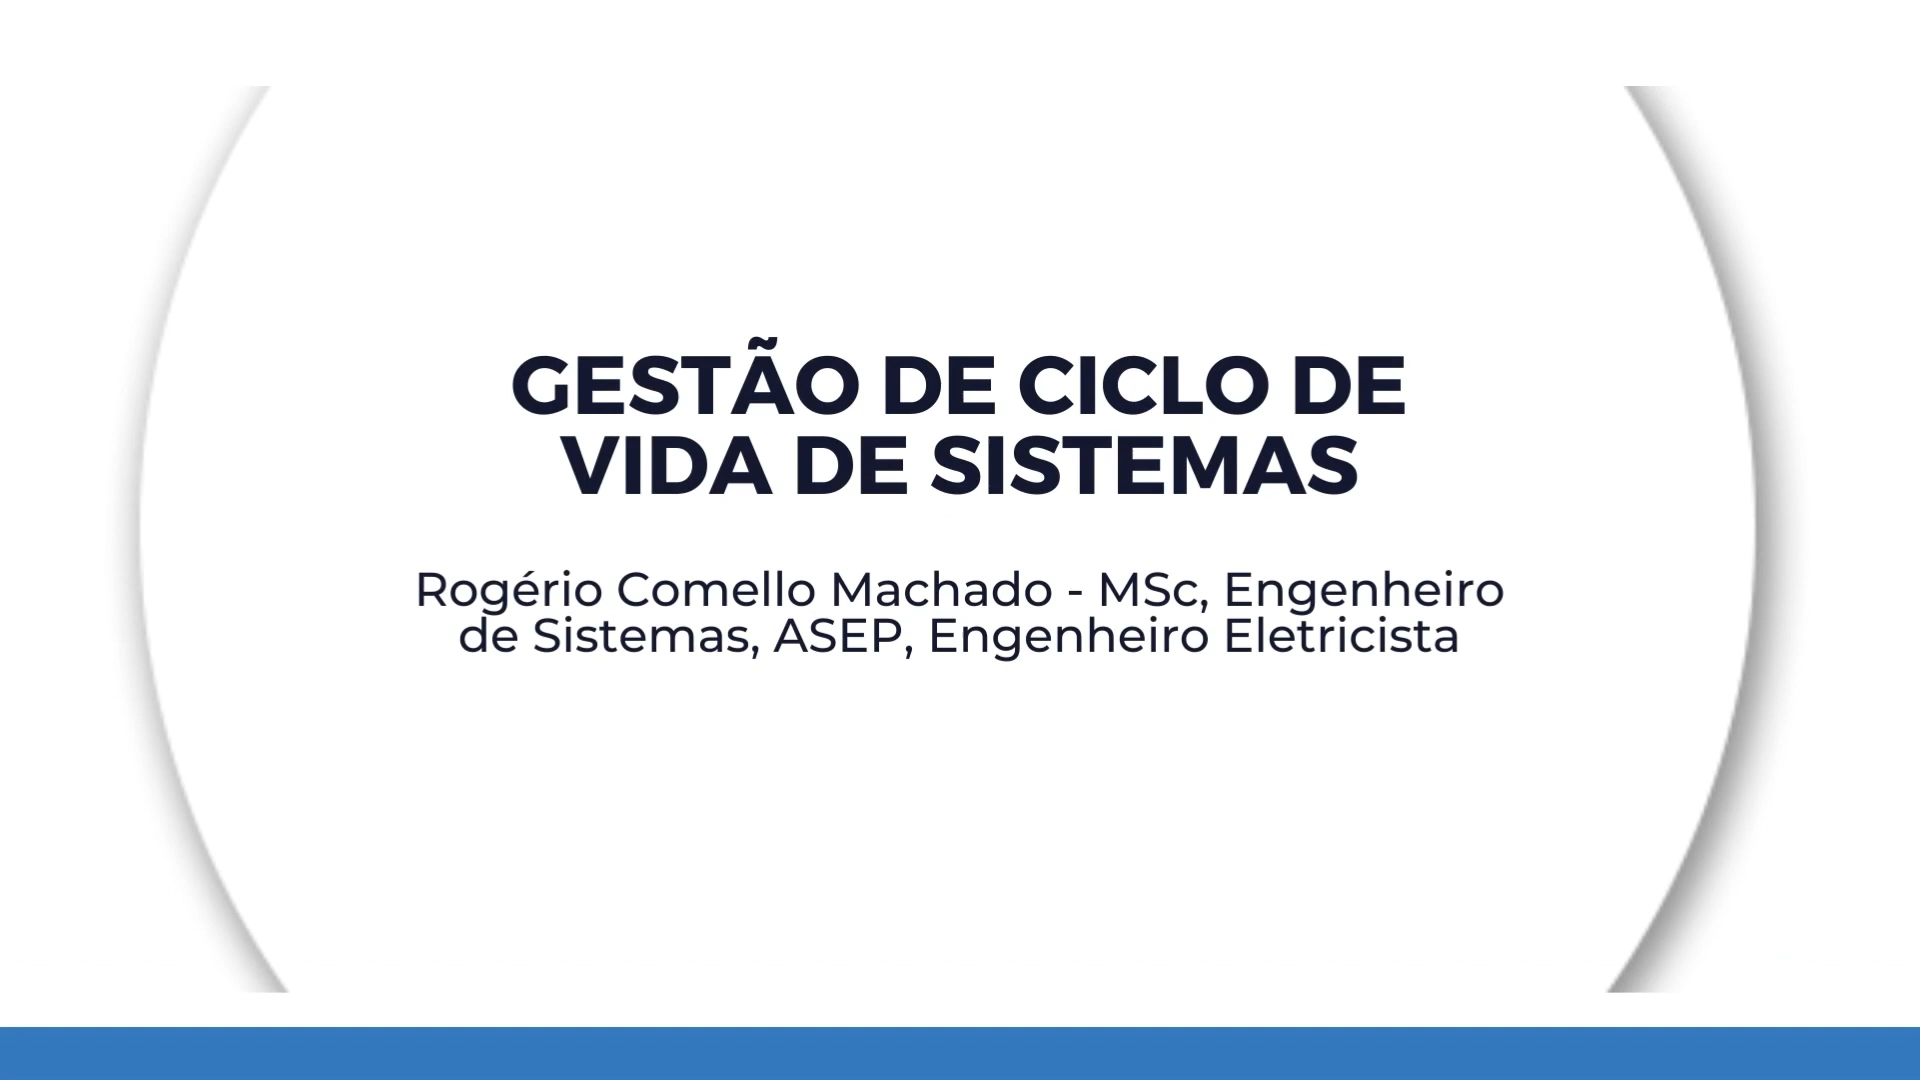 GESTÃO DE CICLO DE
VIDA DE SISTEMAS
Rogério Comello Machado - MSc, Engenheiro
de Sistemas, ASEP, Engenheiro Eletricista